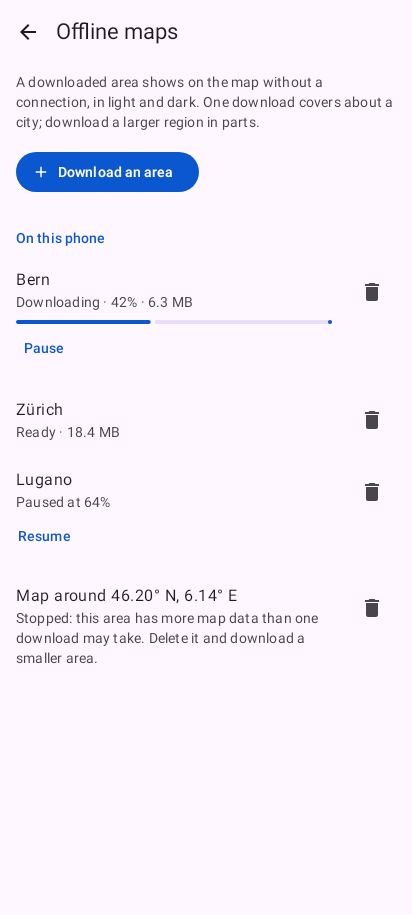 Offline maps
A downloaded area shows on the map without a
connection, in light and dark. One download covers about a
city; download a larger region in parts.
Download an area
On this phone
Bern
Downloading · 42% · 6.3 MB
Pause
Zürich
Ready · 18.4 MB
Lugano
Paused at 64%
Resume
Map around 46.20° N, 6.14° E
Stopped: this area has more map data than one
download may take. Delete it and download a
smaller area.